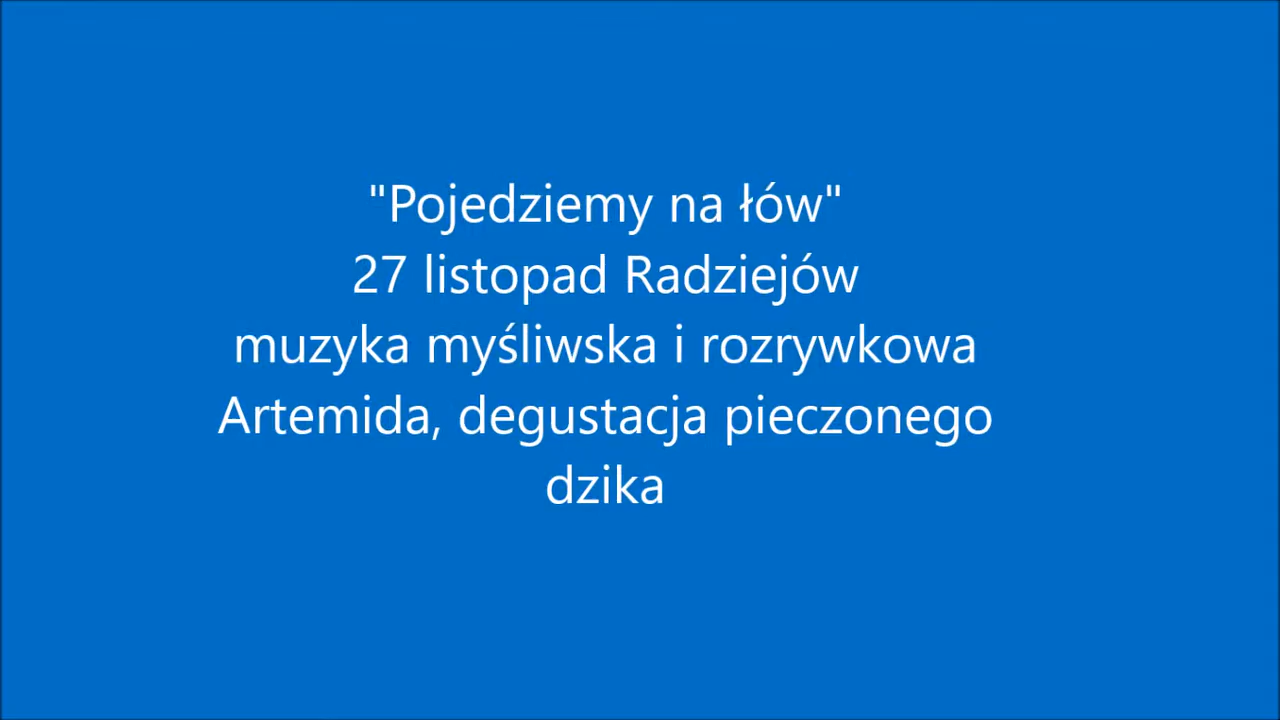 "Pojedziemy na łów"
27 listopad Radziejów
muzyka myśliwska i rozrywkowa
Artemida, degustacja pieczonego
dzika